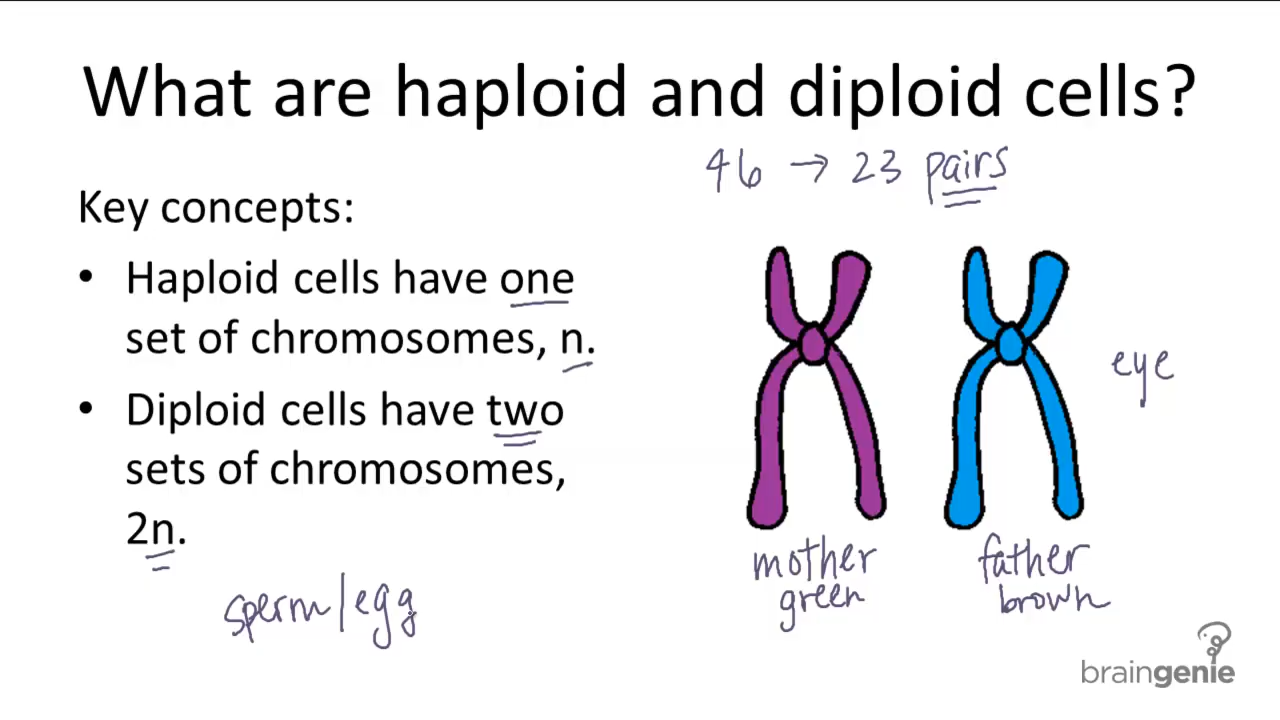 What are haploid and diploid cells?
46 → 23 pairs
Key concepts:
• Haploid cells have one
set of chromosomes, n.
• Diploid cells have two
sets of chromosomes,
2n.
sperm/egg
eye
mother
green
father
brown
braingenie